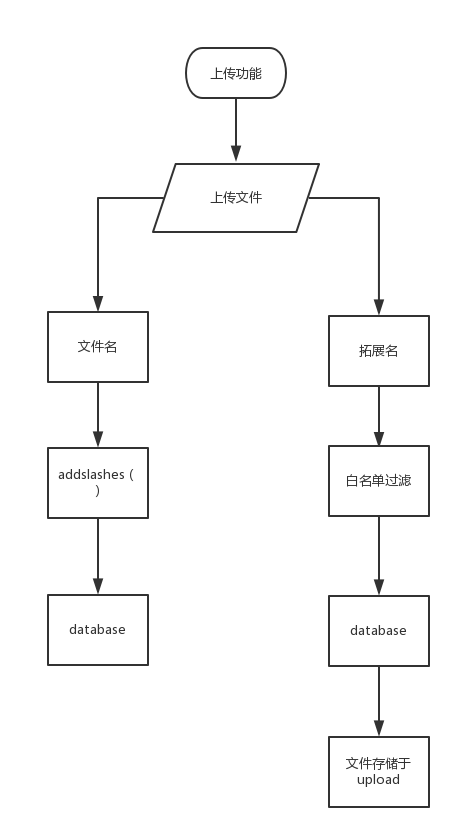 上传功能
上传文件
文件名
addslashes (
)
database
拓展名
白名单过滤
database
文件存储于
upload